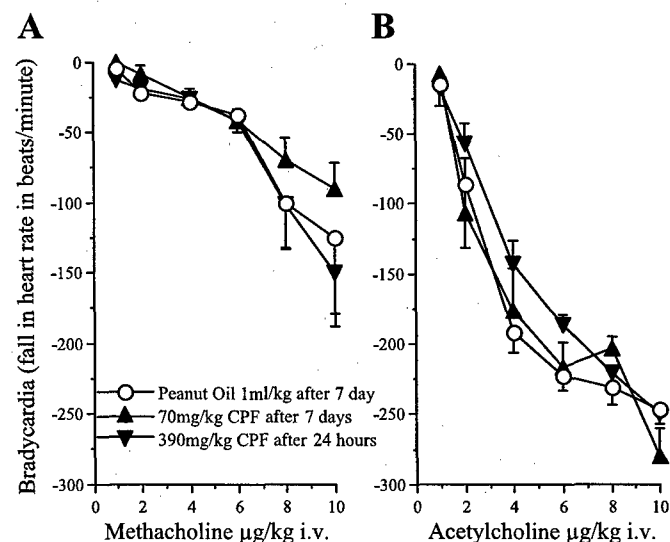 A
B
Bradycardia (fall in heart rate in beats/minute)
0
-50
-100
-150
-200
-250
-300
Peanut Oil 1ml/kg after 7 day
70mg/kg CPF after 7 days
390mg/kg CPF after 24 hours
0 2 4 6 8 10
Methacholine µg/kg i.v.
0
-50
-100
-150
-200
-250
-300
0 2 4 6 8 10
Acetylcholine µg/kg i.v.